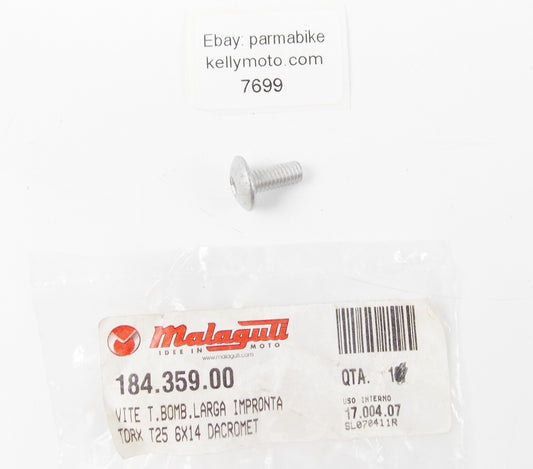 Ebay: parmabike
kellymoto.com
7699
Malaguti
IDEE IN MOTO
www.malaguti.com
184.359.00
QTA. 1
VITE T.BOMB.LARGA IMPRONTA
TORX T25 6X14 DACROMET
USO INTERNO
17.004.07
SL070411R